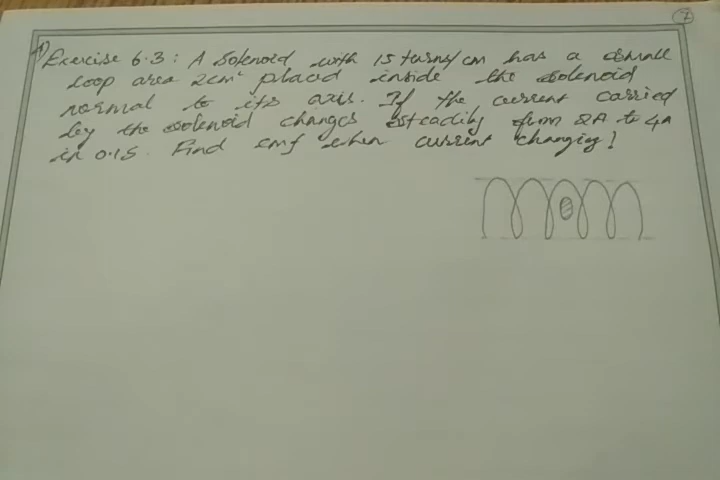 7
1) Exercise 6.3 : A Solenoid with 15 turns/cm has a small
loop area 2cm² placed inside the solenoid
normal to its axis. If the current carried
by the solenoid changes steadily from 2A to 4A
in 0.1S. Find emf when current changing!